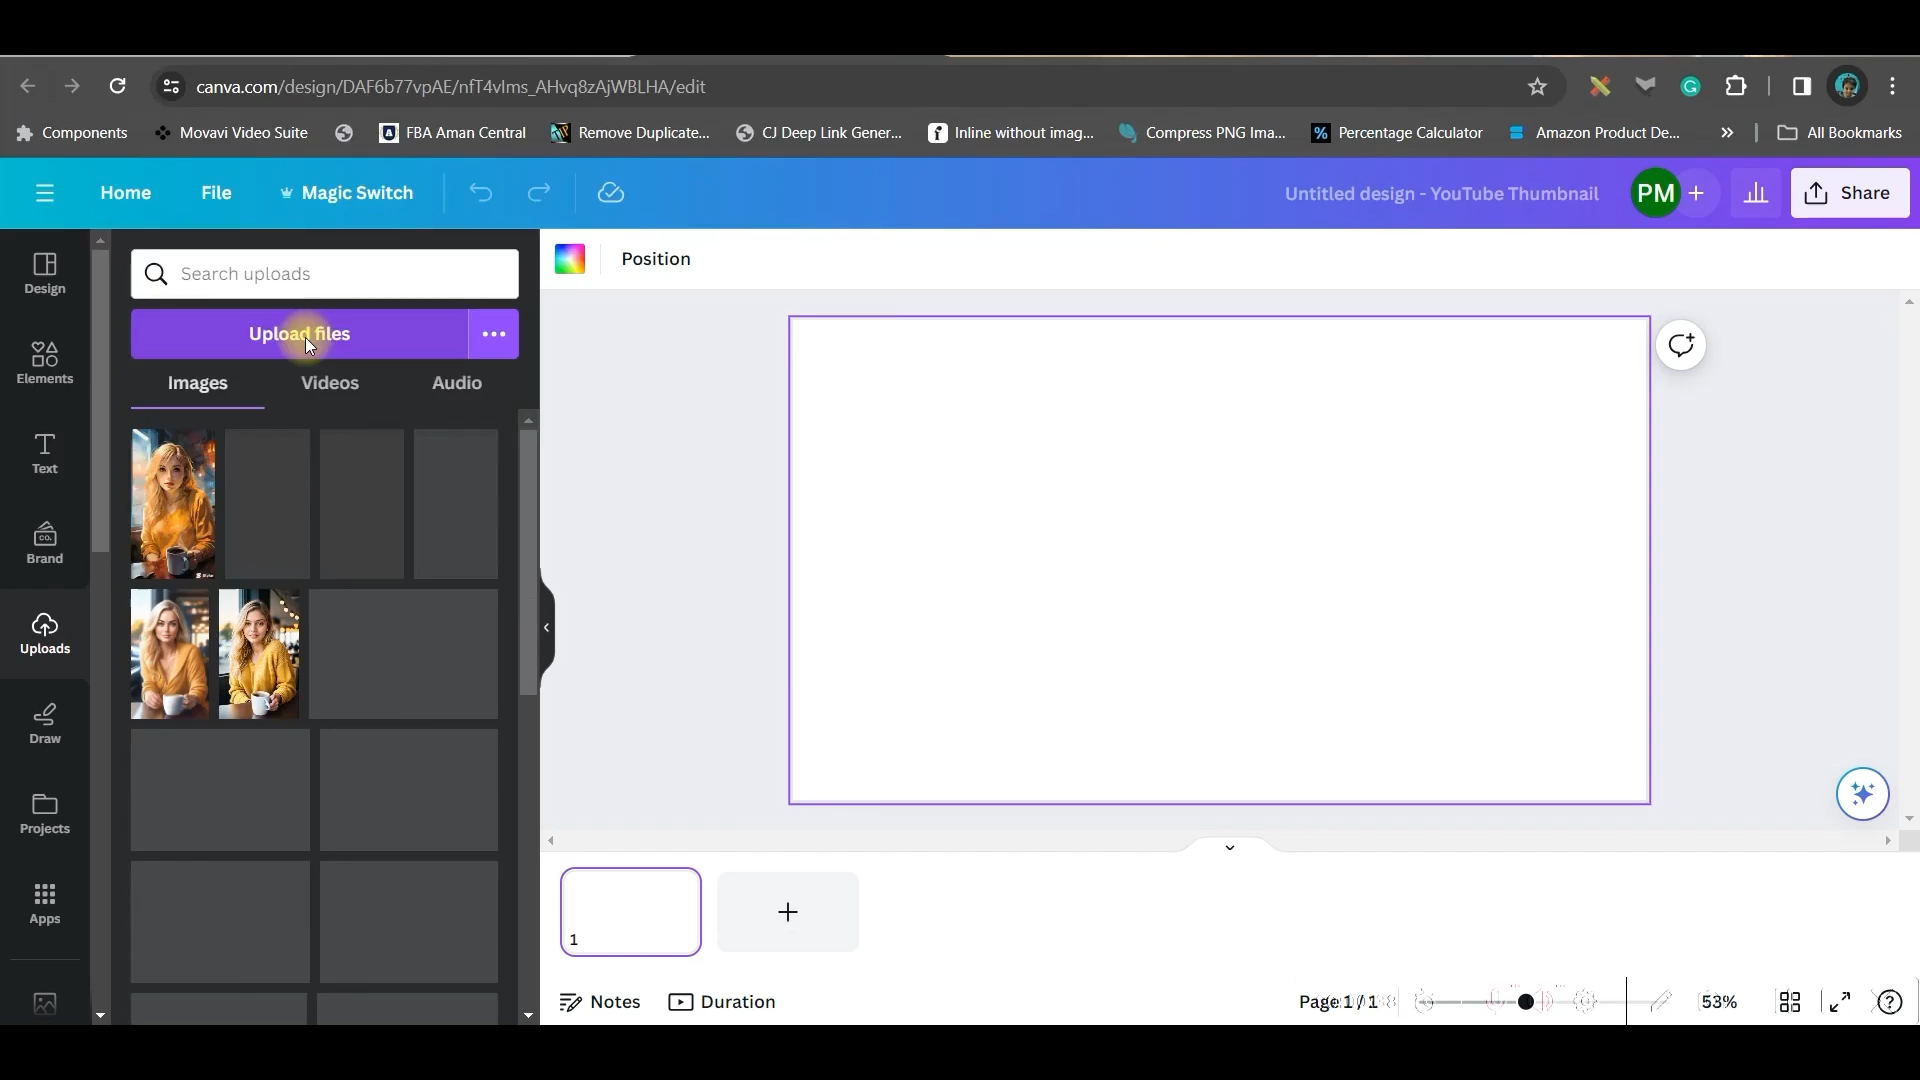 canva.com/design/DAF6b77vpAE/nfT4vlms_AHvq8zAjWBLHA/edit
Components
Movavi Video Suite
FBA Aman Central
Remove Duplicate...
CJ Deep Link Gener...
Inline without imag...
Compress PNG Ima...
Percentage Calculator
Amazon Product De...
All Bookmarks
Home
File
Magic Switch
Untitled design - YouTube Thumbnail
PM
Share
Design
Elements
Text
Brand
Uploads
Draw
Projects
Apps
Search uploads
Upload files
Images
Videos
Audio
Position
1
Notes
Duration
Page 1 / 1
53%